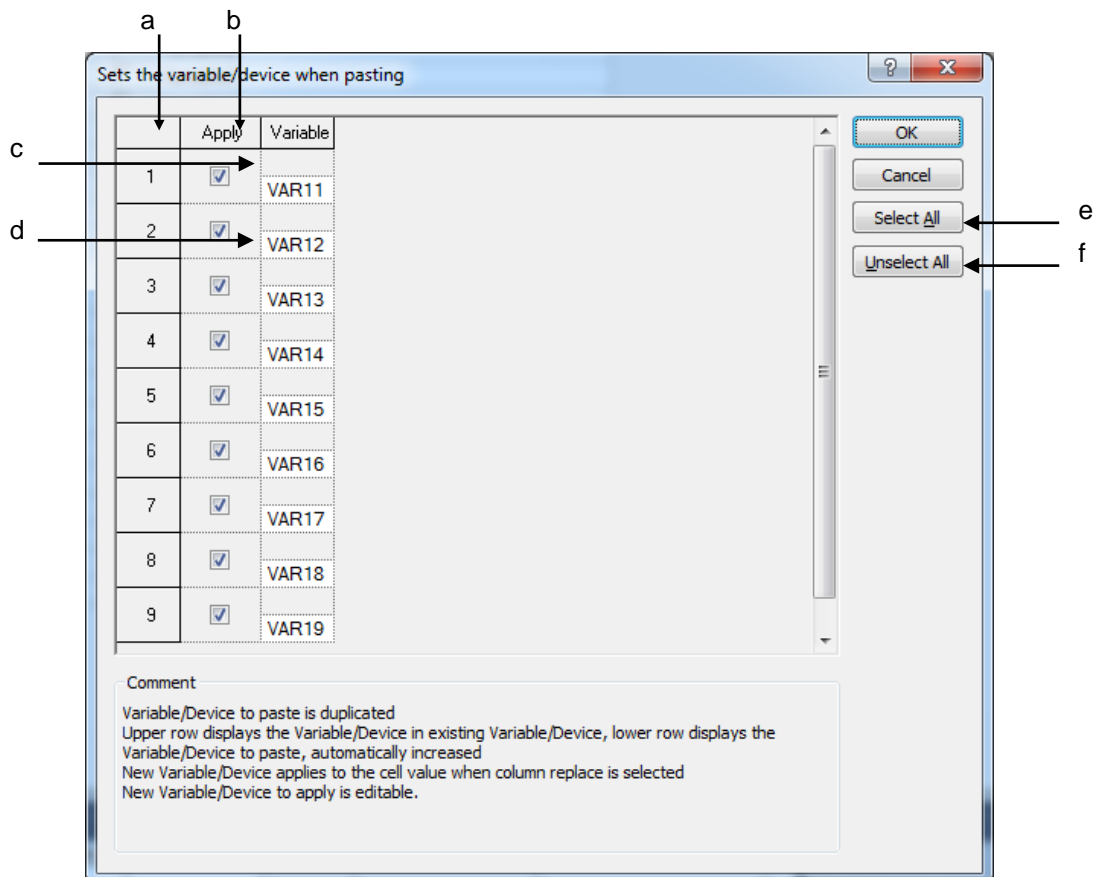 a b
Sets the variable/device when pasting
Apply Variable
OK
c
1 VAR11
Cancel
d
2 VAR12
Select All
e
Unselect All
f
3 VAR13
4 VAR14
5 VAR15
6 VAR16
7 VAR17
8 VAR18
9 VAR19
Comment
Variable/Device to paste is duplicated
Upper row displays the Variable/Device in existing Variable/Device, lower row displays the
Variable/Device to paste, automatically increased
New Variable/Device applies to the cell value when column replace is selected
New Variable/Device to apply is editable.